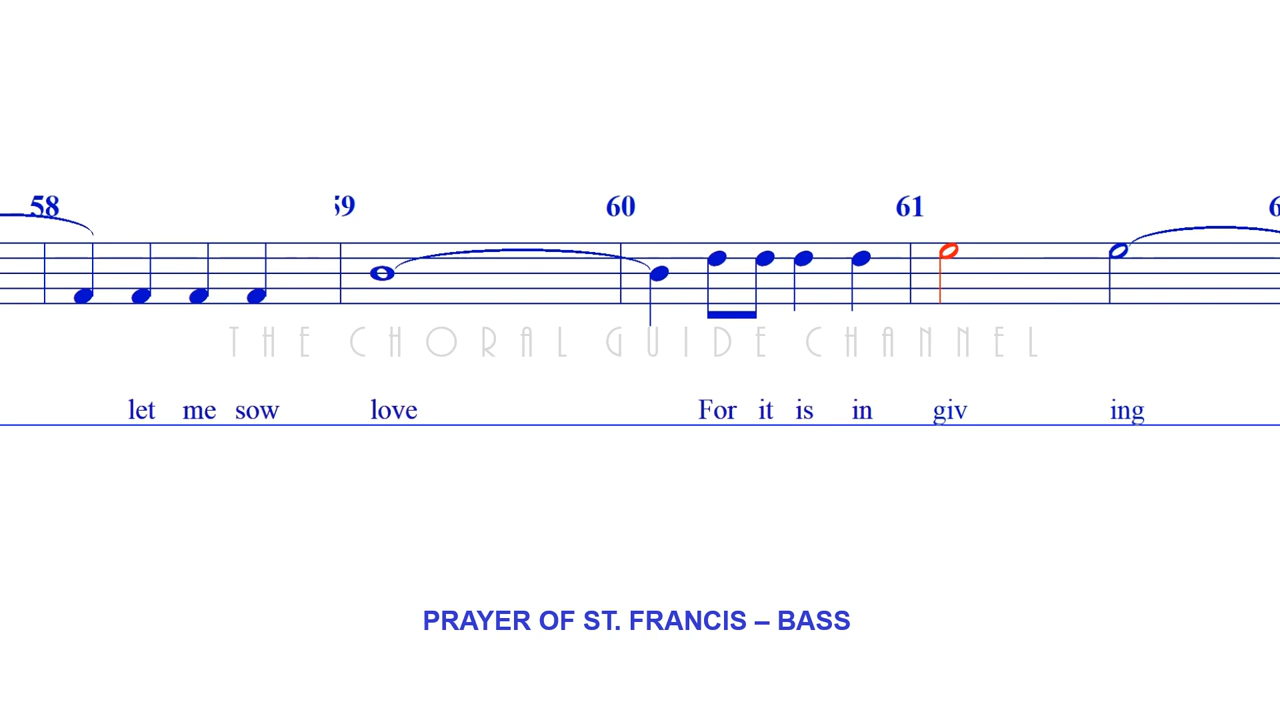 58 59 60 61
THE CHORAL GUIDE CHANNEL
let me sow love For it is in giv ing
PRAYER OF ST. FRANCIS – BASS